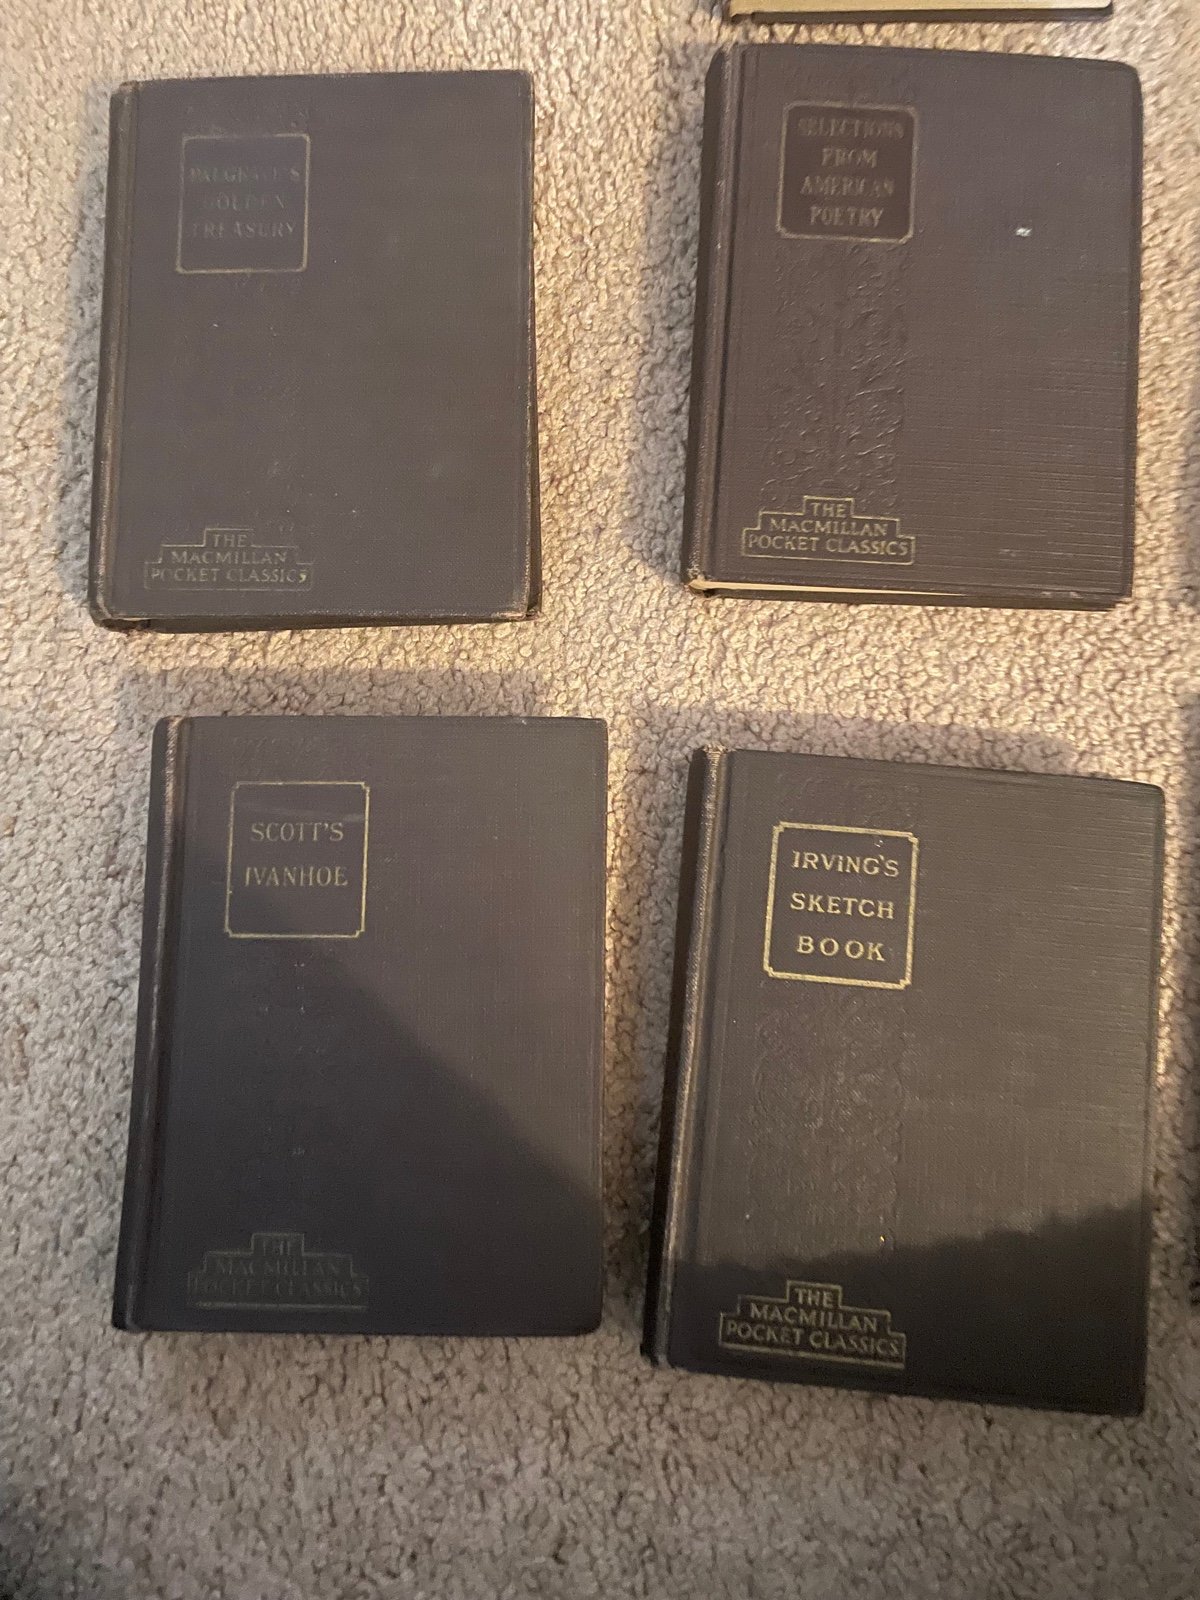 PALGRAVE'S
GOLDEN
TREASURY
THE
MACMILLAN
POCKET CLASSICS
SELECTIONS
FROM
AMERICAN
POETRY
THE
MACMILLAN
POCKET CLASSICS
SCOTT'S
IVANHOE
THE
MACMILLAN
POCKET CLASSICS
IRVING'S
SKETCH
BOOK
THE
MACMILLAN
POCKET CLASSICS